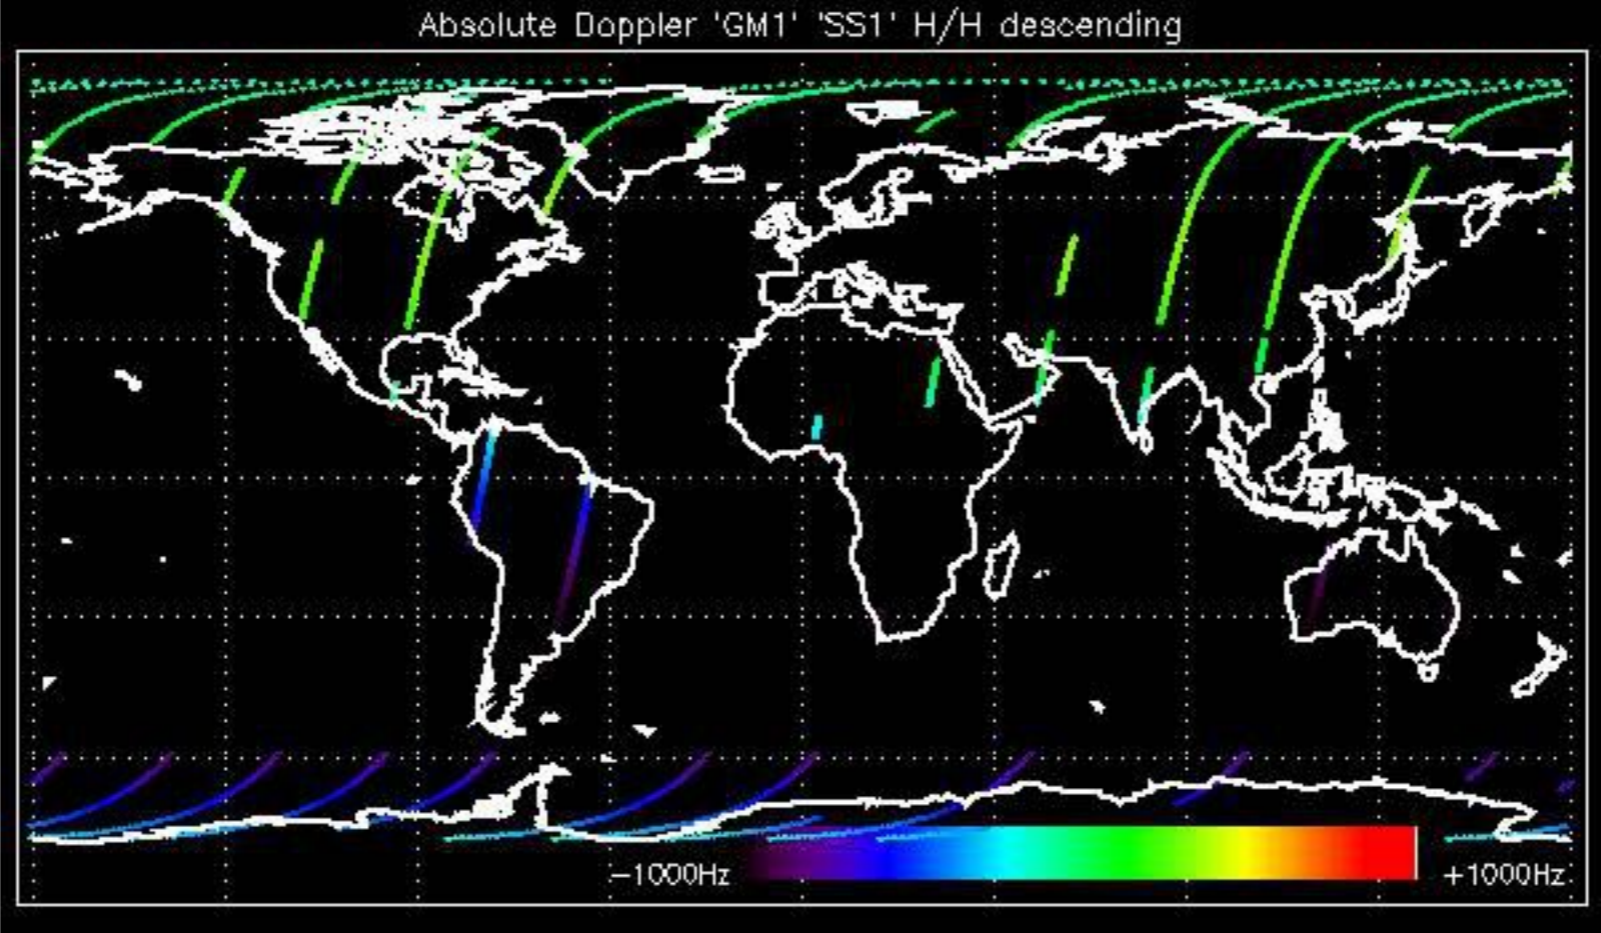 Absolute Doppler 'GM1' 'SS1' H/H descending
−1000Hz +1000Hz